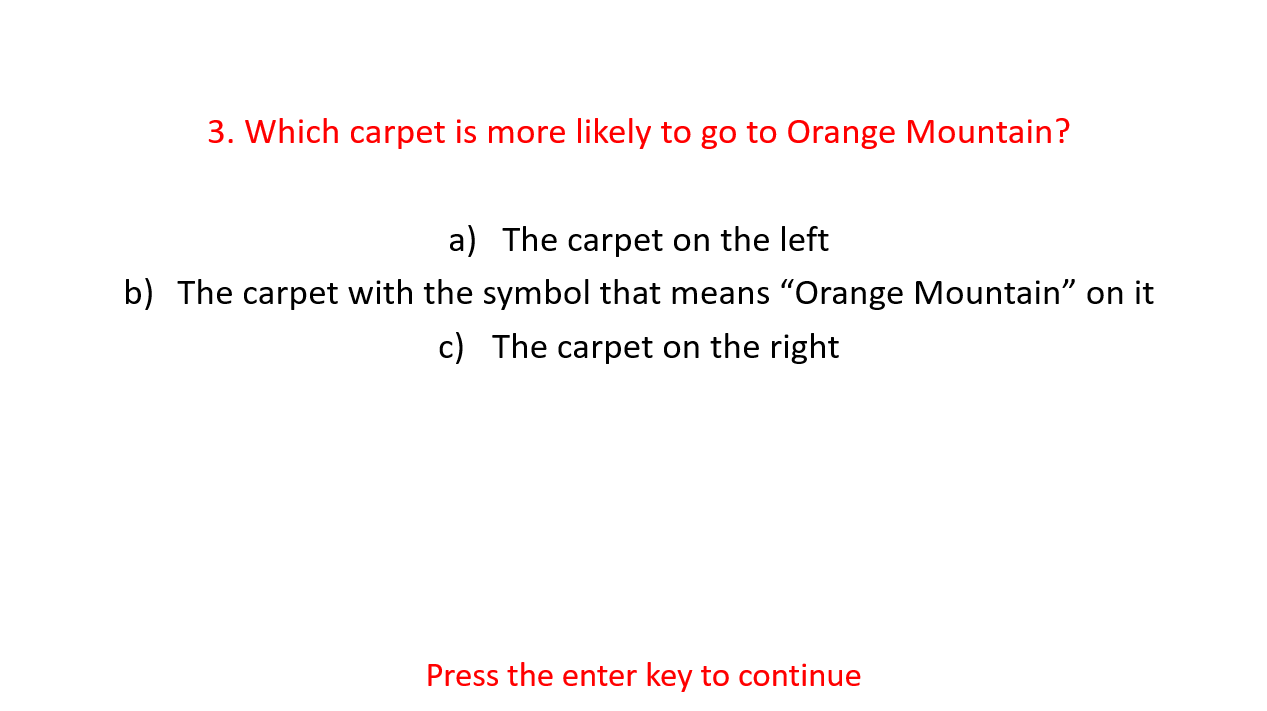 3. Which carpet is more likely to go to Orange Mountain?
a) The carpet on the left
b) The carpet with the symbol that means “Orange Mountain” on it
c) The carpet on the right
Press the enter key to continue